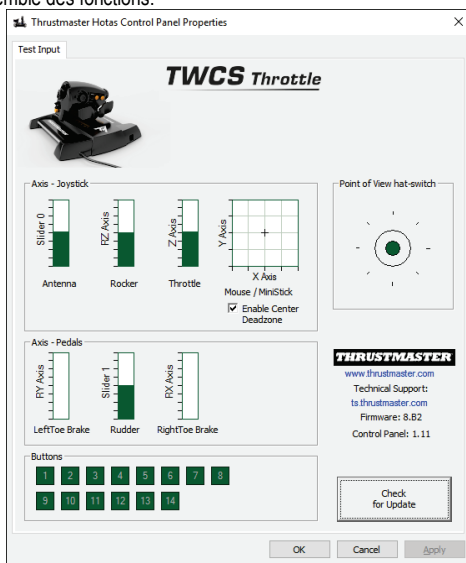 emble des fonctions.
Thrustmaster Hotas Control Panel Properties
Test Input
TWCS Throttle
Axis - Joystick
Slider 0
RZ Axis
Z Axis
Y Axis
X Axis
Antenna
Rocker
Throttle
Mouse / MiniStick
Enable Center
Deadzone
Point of View hat-switch
Axis - Pedals
RY Axis
Slider 1
RX Axis
LeftToe Brake
Rudder
RightToe Brake
THRUSTMASTER
www.thrustmaster.com
Technical Support:
ts.thrustmaster.com
Firmware: 8.B2
Control Panel: 1.11
Buttons
1 2 3 4 5 6 7 8
9 10 11 12 13 14
Check
for Update
OK
Cancel
Apply